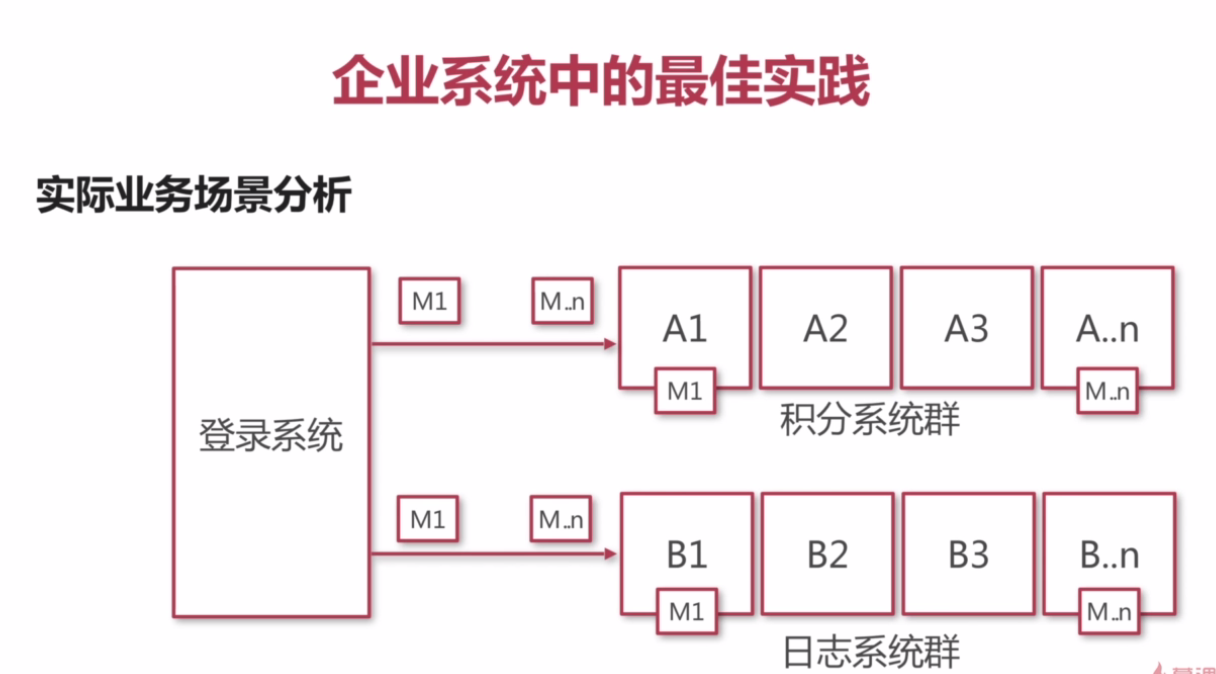 企业系统中的最佳实践
实际业务场景分析
M1
M..n
A1
A2
A3
A..n
M1
M..n
积分系统群
登录系统
M1
M..n
B1
B2
B3
B..n
M1
M..n
日志系统群